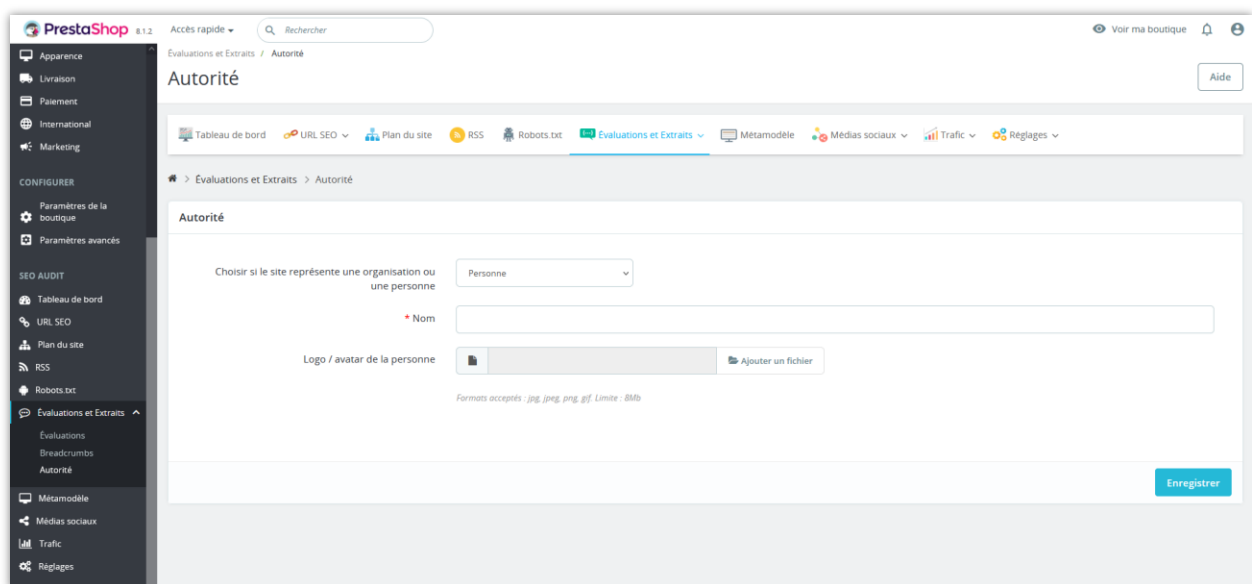 PrestaShop 8.1.2 Accès rapide Rechercher Voir ma boutique
Apparence
Livraison
Paiement
International
Marketing
CONFIGURER
Paramètres de la
boutique
Paramètres avancés
SEO AUDIT
Tableau de bord
URL SEO
Plan du site
RSS
Robots.txt
Évaluations et Extraits
Évaluations
Breadcrumbs
Autorité
Métamodèle
Médias sociaux
Trafic
Réglages
Évaluations et Extraits / Autorité
Autorité
Aide
Tableau de bord URL SEO Plan du site RSS Robots.txt Évaluations et Extraits Métamodèle Médias sociaux Trafic Réglages
> Évaluations et Extraits > Autorité
Autorité
Choisir si le site représente une organisation ou
une personne
Personne
* Nom
Logo / avatar de la personne
Ajouter un fichier
Formats acceptés : jpg, jpeg, png, gif. Limite : 8Mb
Enregistrer